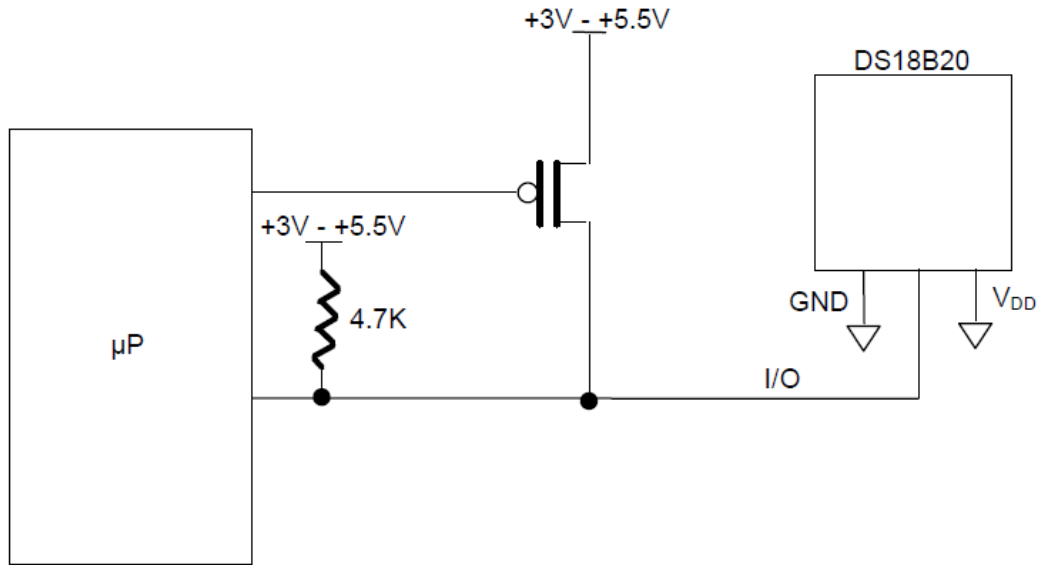 +3V - +5.5V
DS18B20
+3V - +5.5V
GND
VDD
4.7K
µP
I/O